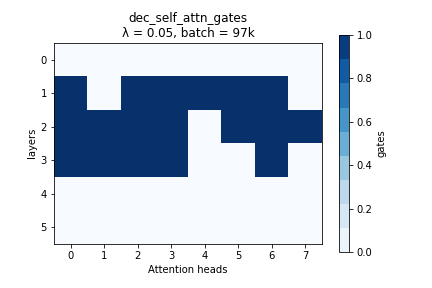 dec_self_attn_gates
λ = 0.05, batch = 97k
0
1
2
3
4
5
layers
0 1 2 3 4 5 6 7
Attention heads
1.0
0.8
0.6
0.4
0.2
0.0
gates